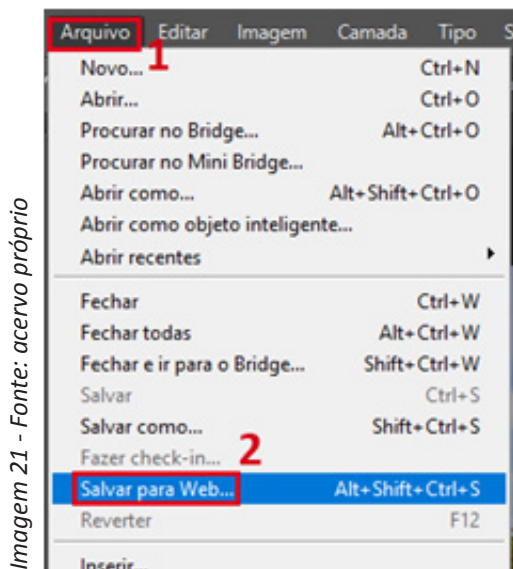 Arquivo Editar Imagem Camada Tipo S
1
Novo... Ctrl+N
Abrir... Ctrl+O
Procurar no Bridge... Alt+Ctrl+O
Procurar no Mini Bridge...
Abrir como... Alt+Shift+Ctrl+O
Abrir como objeto inteligente...
Abrir recentes
Fechar Ctrl+W
Fechar todas Alt+Ctrl+W
Fechar e ir para o Bridge... Shift+Ctrl+W
Salvar Ctrl+S
Salvar como... Shift+Ctrl+S
Fazer check-in... 2
Salvar para Web... Alt+Shift+Ctrl+S
Reverter F12
Inserir...
Imagem 21 - Fonte: acervo próprio